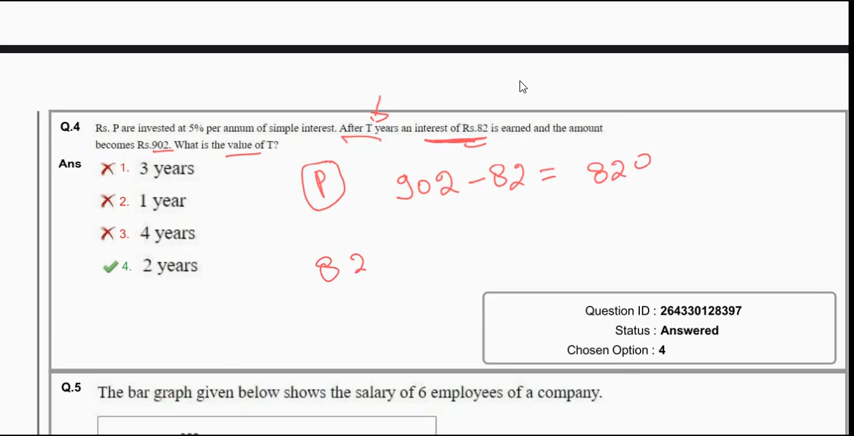 Q.4 Rs. P are invested at 5% per annum of simple interest. After T years an interest of Rs.82 is earned and the amount
becomes Rs.902. What is the value of T?
Ans 1. 3 years
2. 1 year
3. 4 years
4. 2 years
P 902 - 82 = 820
82
Question ID : 264330128397
Status : Answered
Chosen Option : 4
Q.5 The bar graph given below shows the salary of 6 employees of a company.